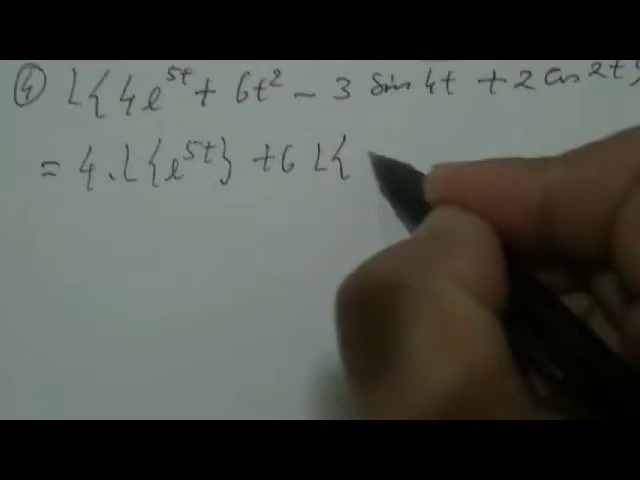 ④ L{4e^{5t} + 6t² - 3 sin 4t + 2 cos 2t}
= 4 . L{e^{5t}} + 6 L{